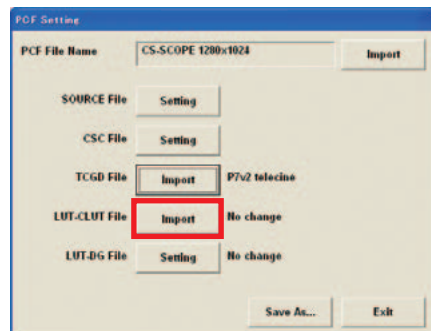 PCF Setting
PCF File Name CS-SCOPE 1280x1024 Import
SOURCE File Setting
CSC File Setting
TCGD File Import P7v2 telecine
LUT-CLUT File Import No change
LUT-DG File Setting No change
Save As... Exit